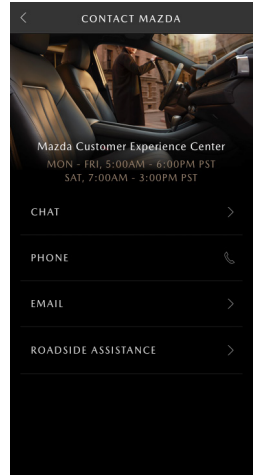 CONTACT MAZDA
Mazda Customer Experience Center
MON - FRI, 5:00AM - 6:00PM PST
SAT, 7:00AM - 3:00PM PST
CHAT
PHONE
EMAIL
ROADSIDE ASSISTANCE